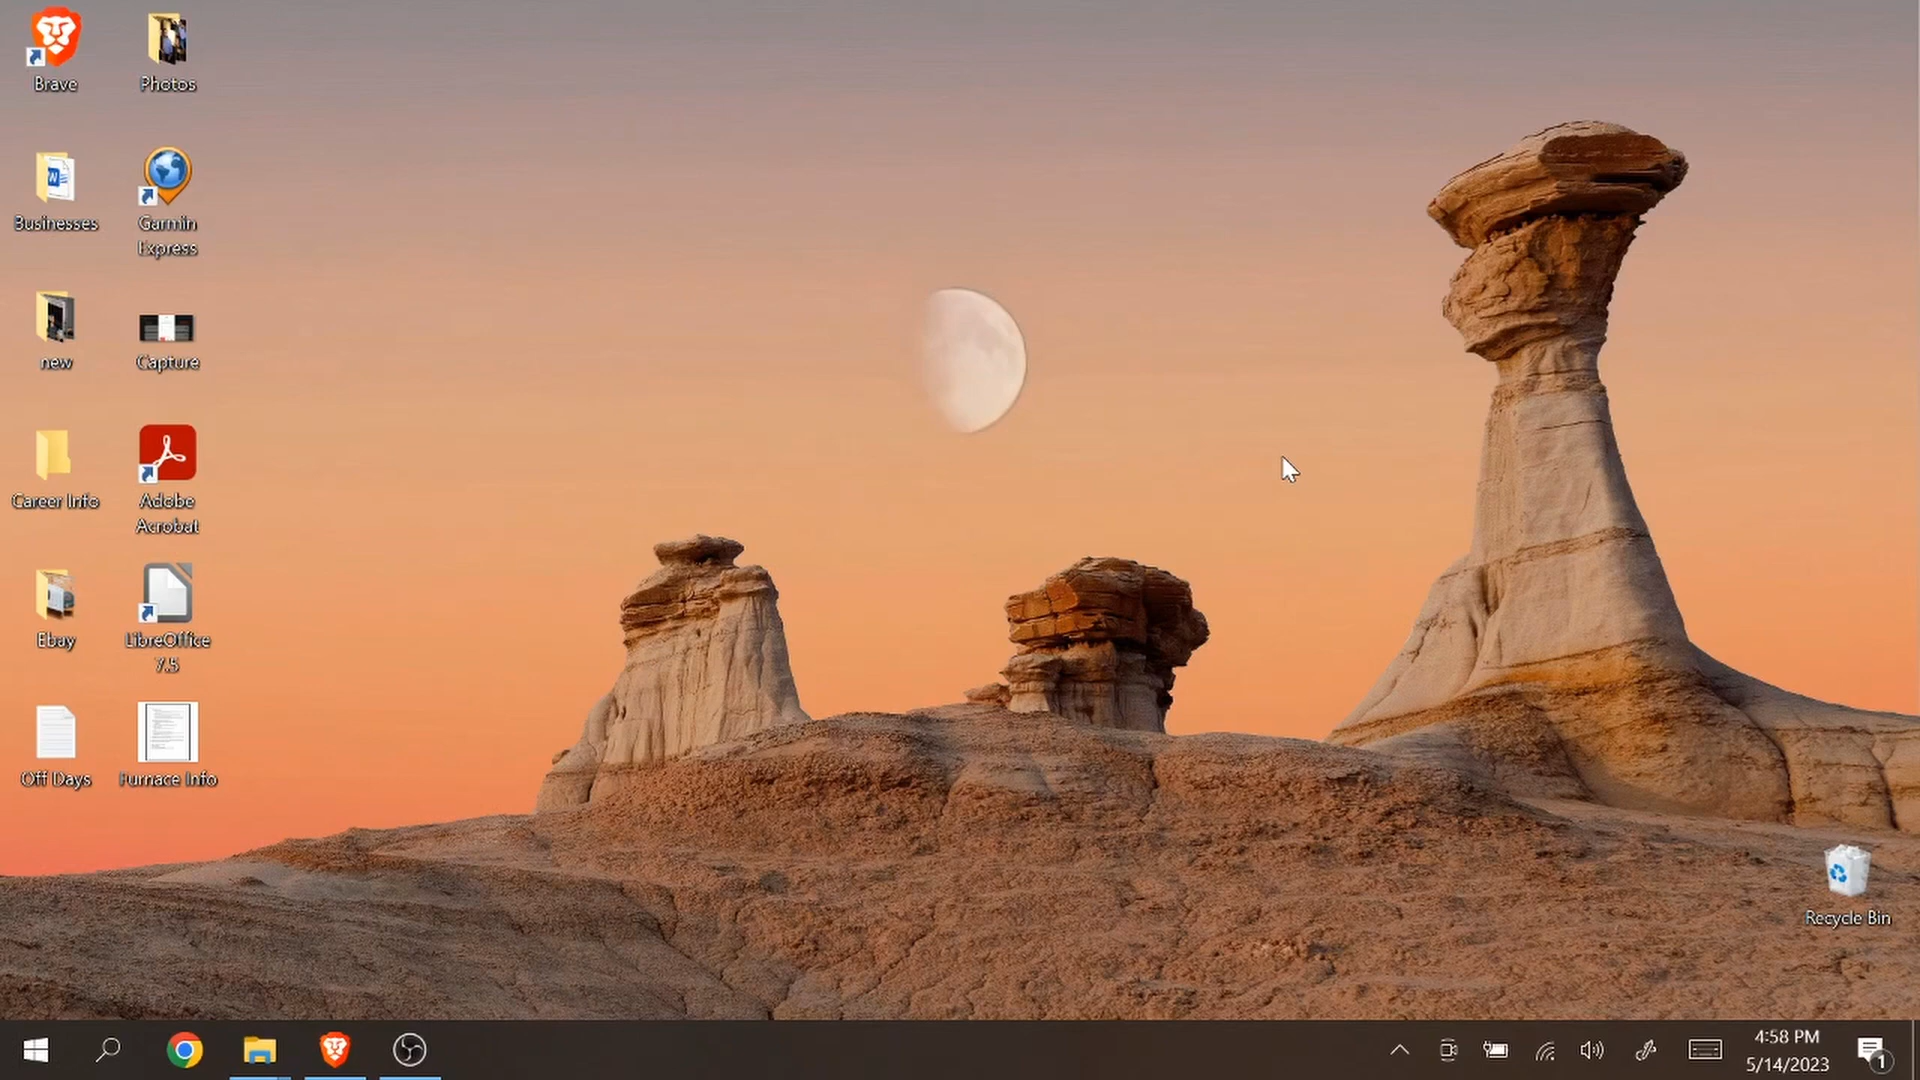 Brave
Photos
Businesses
Garmin
Express
new
Capture
Career Info
Adobe
Acrobat
Ebay
LibreOffice
7.5
Off Days
Furnace Info
Recycle Bin
4:58 PM
5/14/2023
1